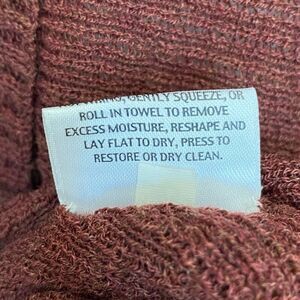 GENTLY SQUEEZE, OR
ROLL IN TOWEL TO REMOVE
EXCESS MOISTURE, RESHAPE AND
LAY FLAT TO DRY, PRESS TO
RESTORE OR DRY CLEAN.